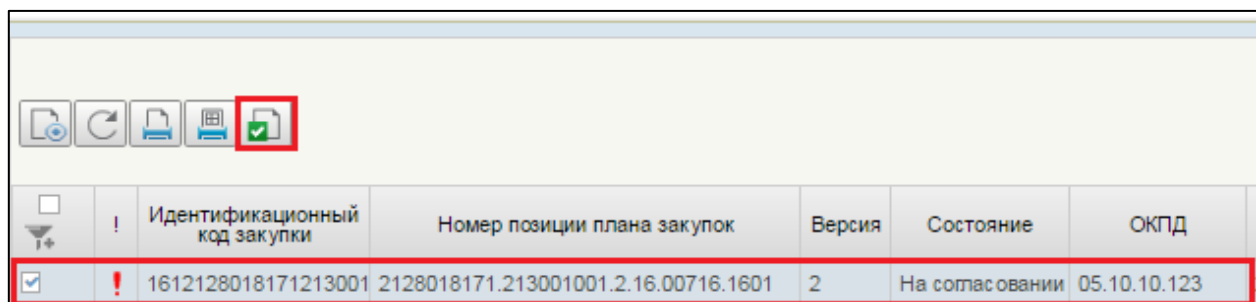 ! Идентификационный код закупки Номер позиции плана закупок Версия Состояние ОКПД
! 1612128018171213001 2128018171.213001001.2.16.00716.1601 2 На согласовании 05.10.10.123